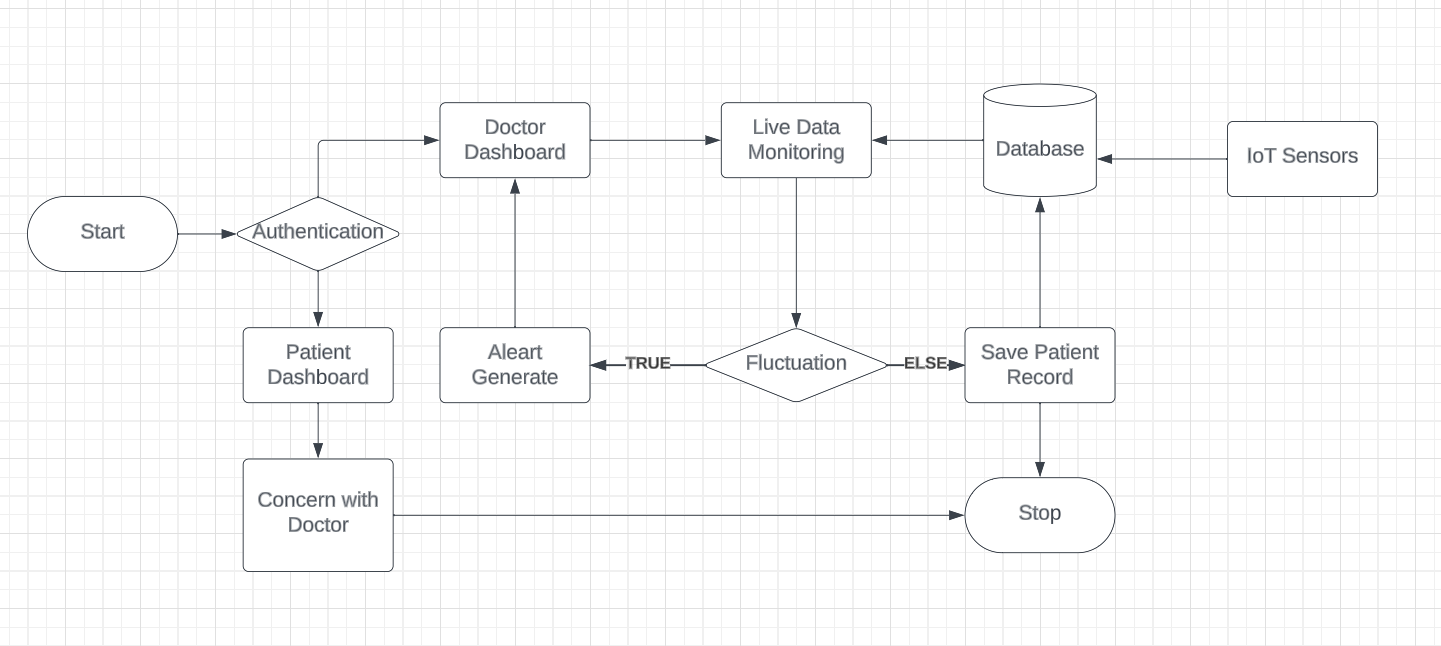 Doctor
Dashboard
Live Data
Monitoring
Database
IoT Sensors
Start
Authentication
Patient
Dashboard
Aleart
Generate
TRUE
Fluctuation
ELSE
Save Patient
Record
Concern with
Doctor
Stop